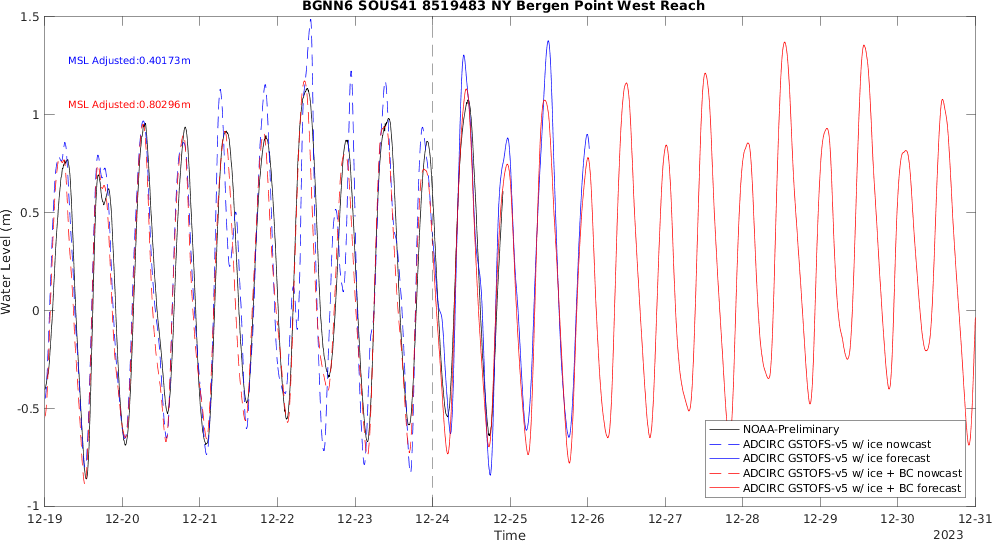 BGNN6 SOUS41 8519483 NY Bergen Point West Reach
1.5
1
0.5
0
-0.5
-1
Water Level (m)
MSL Adjusted:0.40173m
MSL Adjusted:0.80296m
NOAA-Preliminary
ADCIRC GSTOFS-v5 w/ ice nowcast
ADCIRC GSTOFS-v5 w/ ice forecast
ADCIRC GSTOFS-v5 w/ ice + BC nowcast
ADCIRC GSTOFS-v5 w/ ice + BC forecast
12-19 12-20 12-21 12-22 12-23 12-24 12-25 12-26 12-27 12-28 12-29 12-30 12-31
Time
2023